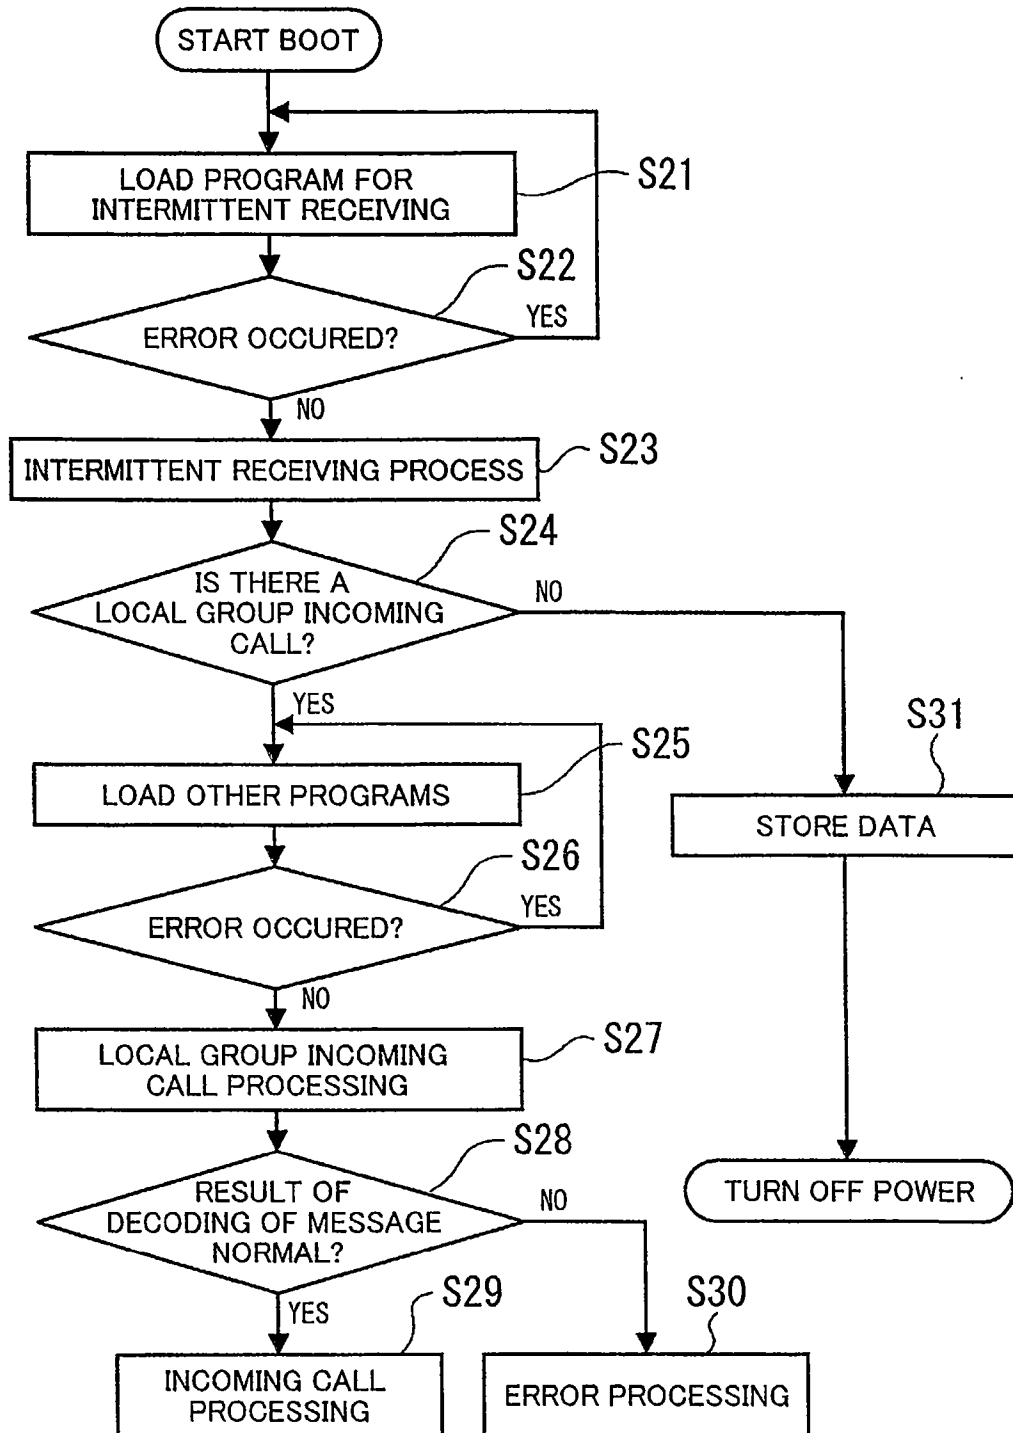 START BOOT
LOAD PROGRAM FOR
INTERMITTENT RECEIVING
S21
S22
ERROR OCCURED?
YES
NO
INTERMITTENT RECEIVING PROCESS
S23
S24
IS THERE A
LOCAL GROUP INCOMING
CALL?
NO
YES
S25
LOAD OTHER PROGRAMS
S31
STORE DATA
S26
ERROR OCCURED?
YES
NO
LOCAL GROUP INCOMING
CALL PROCESSING
S27
S28
RESULT OF
DECODING OF MESSAGE
NORMAL?
NO
YES
TURN OFF POWER
S29
INCOMING CALL
PROCESSING
S30
ERROR PROCESSING